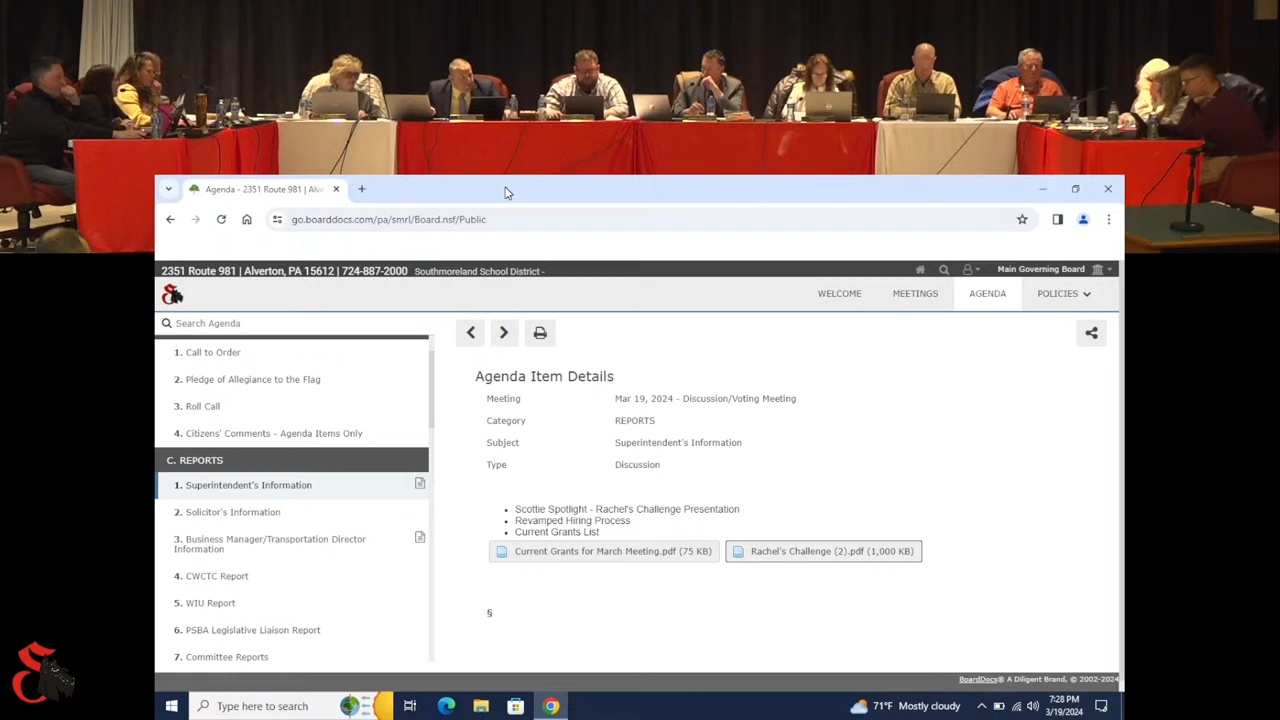 Agenda - 2351 Route 981 | Alv
go.boarddocs.com/pa/smrl/Board.nsf/Public
2351 Route 981 | Alverton, PA 15612 | 724-887-2000 Southmoreland School District -
Main Governing Board
WELCOME MEETINGS AGENDA POLICIES
Search Agenda
1. Call to Order
2. Pledge of Allegiance to the Flag
3. Roll Call
4. Citizens' Comments - Agenda Items Only
C. REPORTS
1. Superintendent's Information
2. Solicitor's Information
3. Business Manager/Transportation Director
Information
4. CWCTC Report
5. WIU Report
6. PSBA Legislative Liaison Report
7. Committee Reports
Agenda Item Details
Meeting Mar 19, 2024 - Discussion/Voting Meeting
Category REPORTS
Subject Superintendent's Information
Type Discussion
• Scottie Spotlight - Rachel's Challenge Presentation
• Revamped Hiring Process
• Current Grants List
Current Grants for March Meeting.pdf (75 KB) Rachel's Challenge (2).pdf (1,000 KB)
§
BoardDocs® A Diligent Brand. © 2002-2024
Type here to search
71°F Mostly cloudy
7:28 PM
3/19/2024